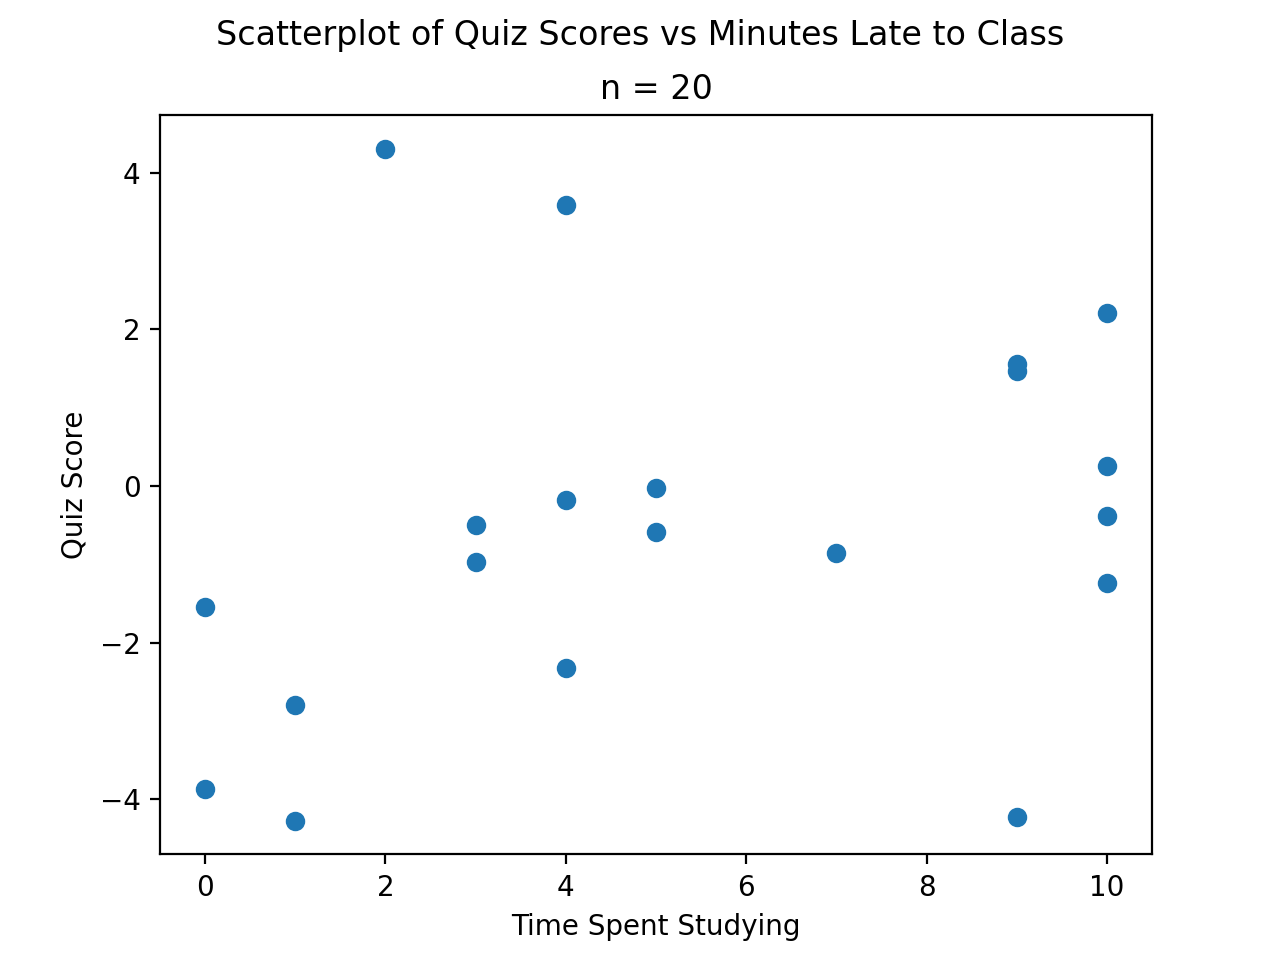 Scatterplot of Quiz Scores vs Minutes Late to Class
n = 20
4
2
0
−2
−4
Quiz Score
0 2 4 6 8 10
Time Spent Studying